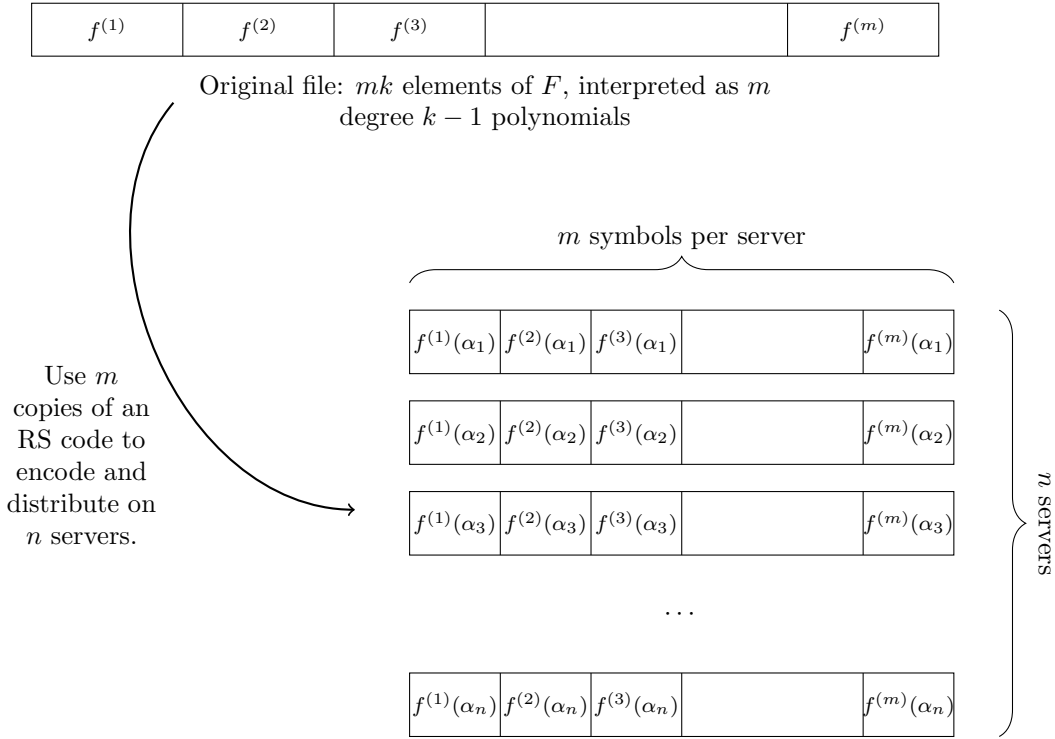 f^{(1)} f^{(2)} f^{(3)} f^{(m)}
Original file: mk elements of F, interpreted as m
degree k − 1 polynomials
m symbols per server
f^{(1)}(α_1) f^{(2)}(α_1) f^{(3)}(α_1) f^{(m)}(α_1)
Use m
copies of an
RS code to
encode and
distribute on
n servers.
f^{(1)}(α_2) f^{(2)}(α_2) f^{(3)}(α_2) f^{(m)}(α_2)
f^{(1)}(α_3) f^{(2)}(α_3) f^{(3)}(α_3) f^{(m)}(α_3)
n servers
...
f^{(1)}(α_n) f^{(2)}(α_n) f^{(3)}(α_n) f^{(m)}(α_n)